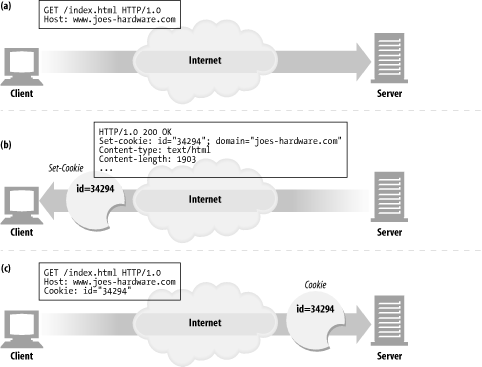 (a)
GET /index.html HTTP/1.0
Host: www.joes-hardware.com
Internet
Client
Server
(b)
HTTP/1.0 200 OK
Set-cookie: id="34294"; domain="joes-hardware.com"
Content-type: text/html
Content-length: 1903
...
Set-Cookie
id=34294
Internet
Client
Server
(c)
GET /index.html HTTP/1.0
Host: www.joes-hardware.com
Cookie: id="34294"
Cookie
id=34294
Internet
Client
Server